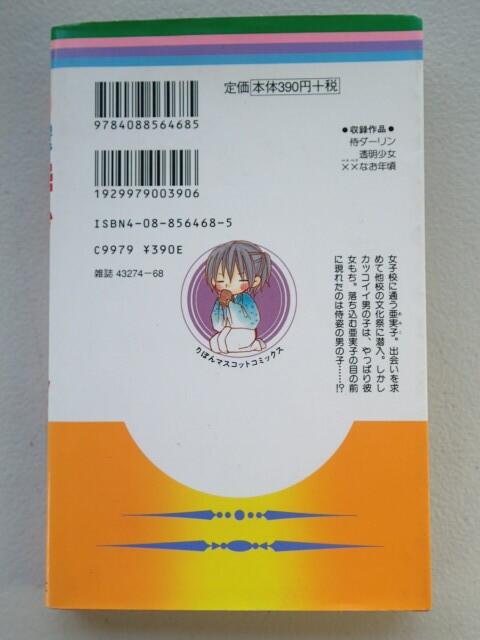 9784088564685
定価 本体390円+税
1929979003906
ISBN4-08-856468-5
C9979 ¥390E
雑誌 43274-68
●収録作品●
侍ダーリン
透明少女
××なお年頃
女子校に通う亜実子。出会いを求
めて他校の文化祭に潜入。しかし
カッコイイ男の子は、やっぱり彼
女もち。落ち込む亜実子の目の前
に現れたのは侍姿の男の子……!?
りぼんマスコットコミックス